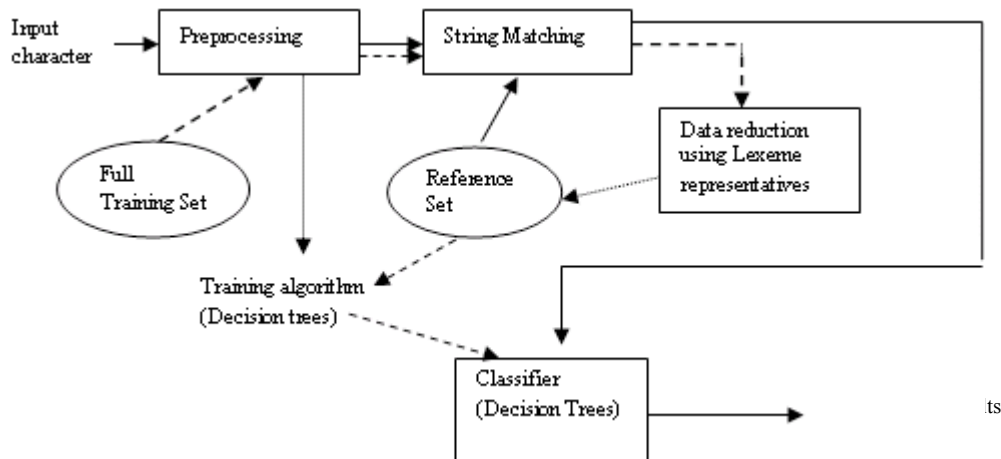 Input
character
Preprocessing
String Matching
Full
Training Set
Reference
Set
Data reduction
using Lexeme
representatives
Training algorithm
(Decision trees)
Classifier
(Decision Trees)
lts